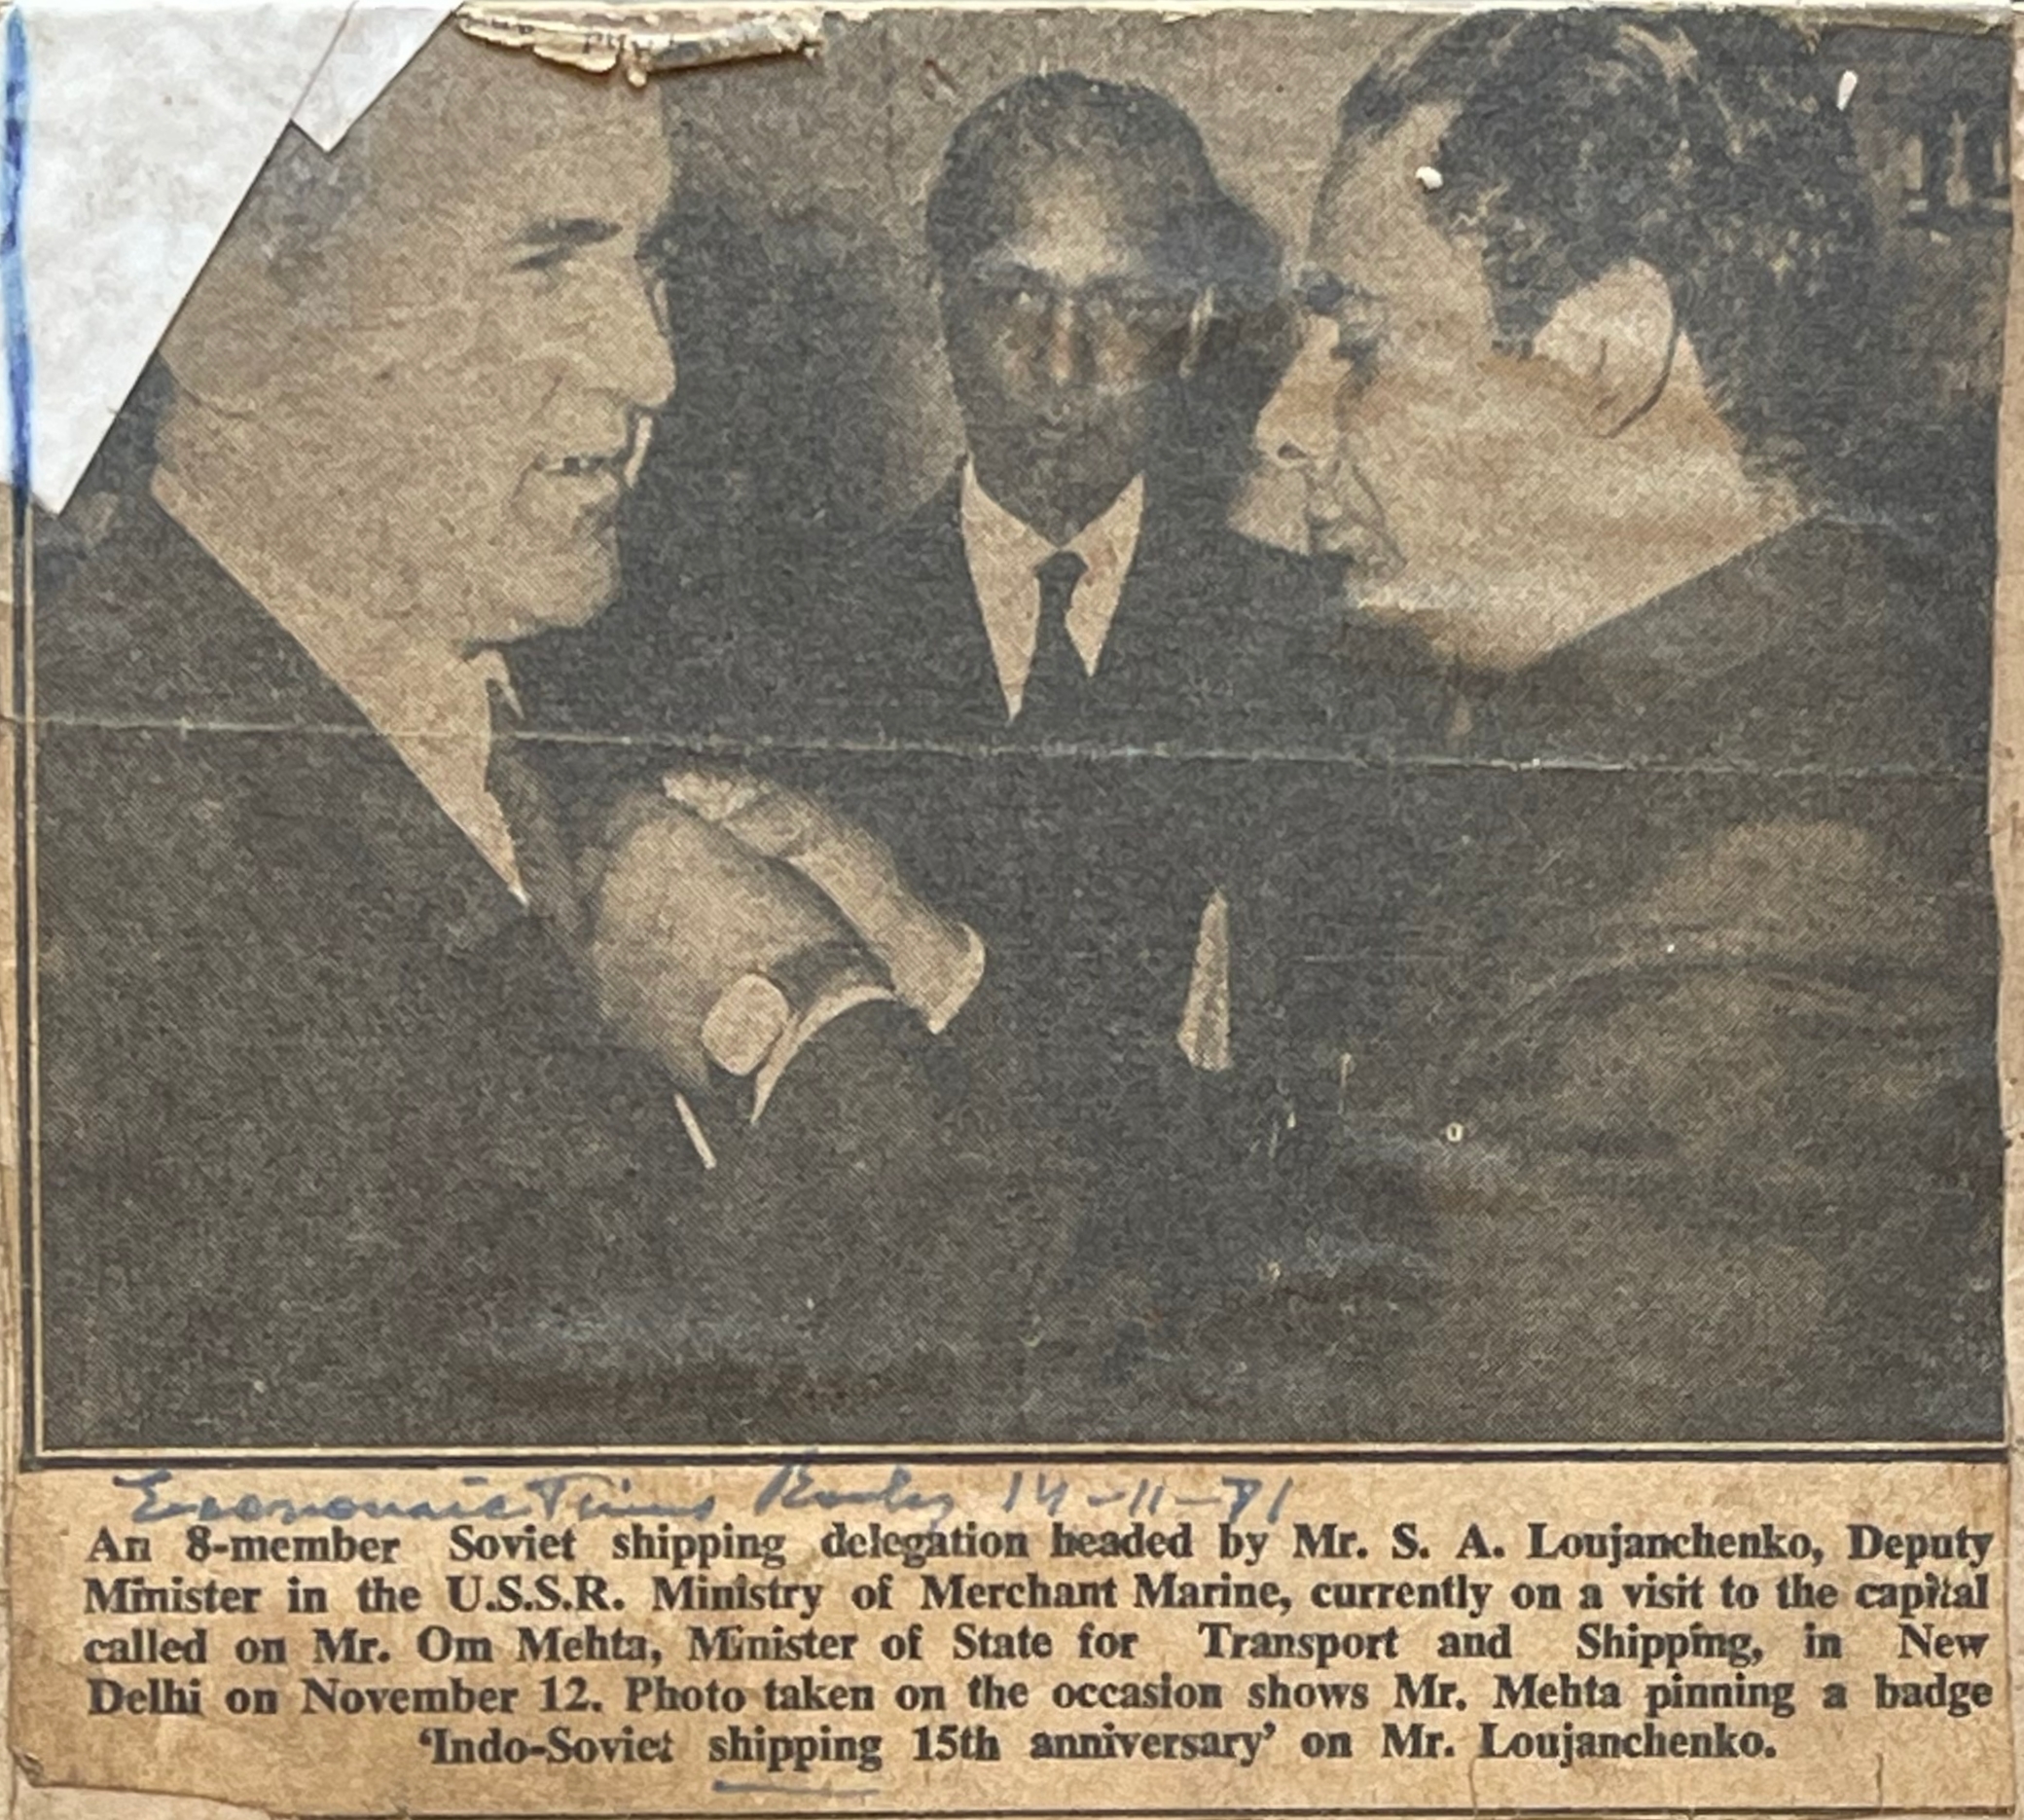 Economic Times 14-11-71
An 8-member Soviet shipping delegation headed by Mr. S. A. Loujanchenko, Deputy
Minister in the U.S.S.R. Ministry of Merchant Marine, currently on a visit to the capital
called on Mr. Om Mehta, Minister of State for Transport and Shipping, in New
Delhi on November 12. Photo taken on the occasion shows Mr. Mehta pinning a badge
‘Indo-Soviet shipping 15th anniversary’ on Mr. Loujanchenko.